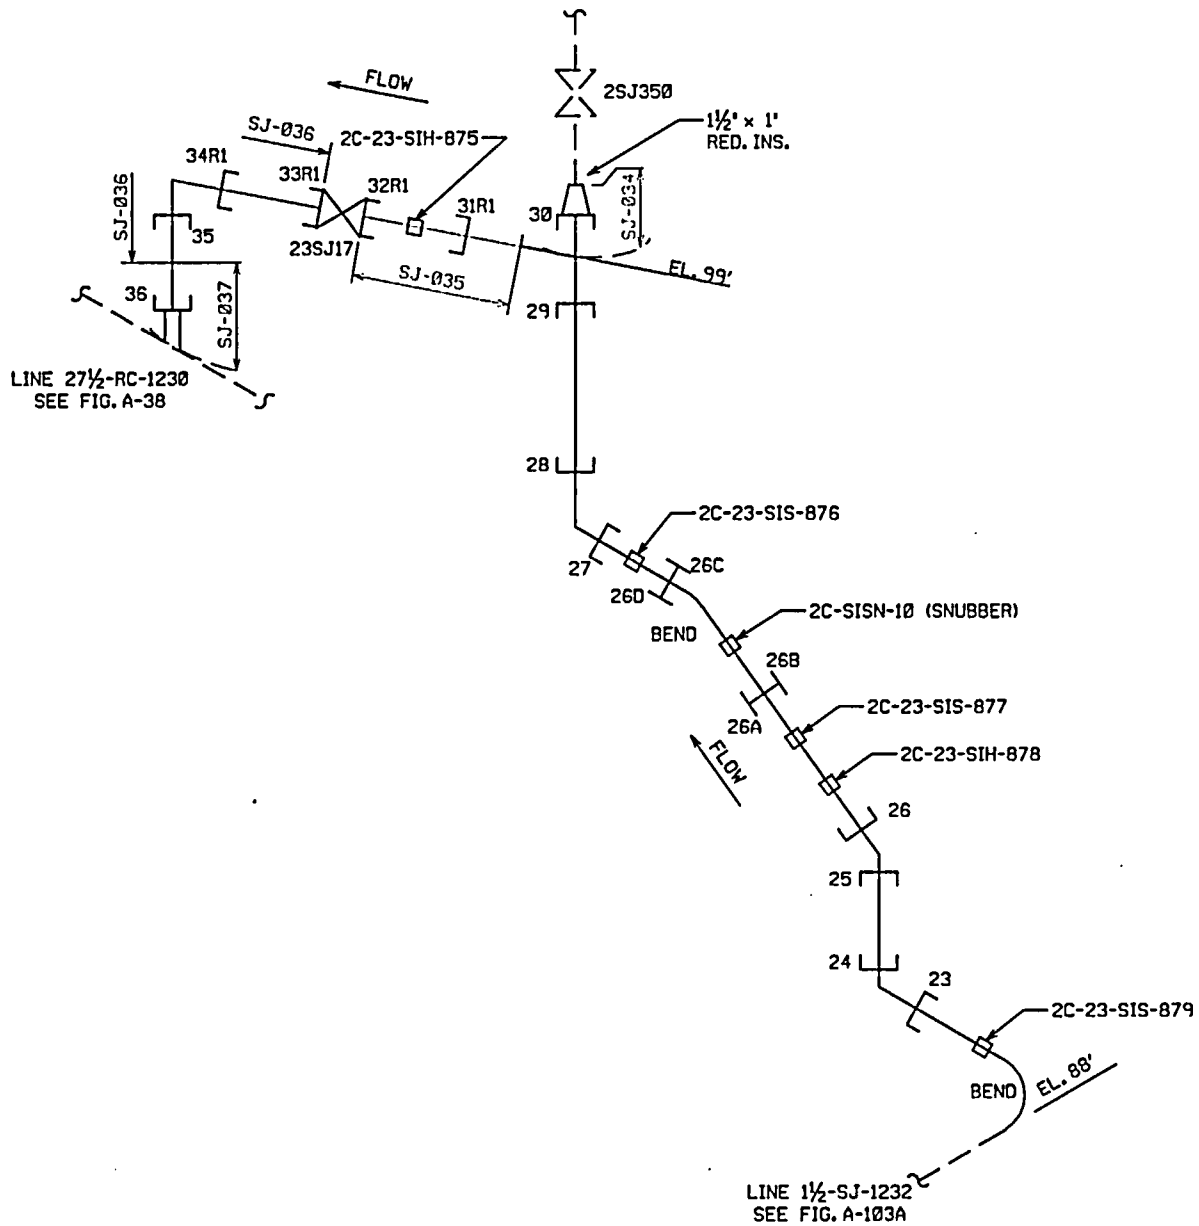 2SJ350
FLOW
1½" x 1"
RED. INS.
SJ-036
2C-23-SIH-875
34R1
33R1
32R1
31R1
30
SJ-034
SJ-036
35
23SJ17
SJ-035
EL. 99'
36
SJ-037
29
LINE 27½-RC-1230
SEE FIG. A-38
28
2C-23-SIS-876
27
26C
26D
2C-SISN-10 (SNUBBER)
BEND
26B
26A
2C-23-SIS-877
FLOW
2C-23-SIH-878
26
25
24
23
2C-23-SIS-879
BEND
EL. 88'
LINE 1½-SJ-1232
SEE FIG. A-103A